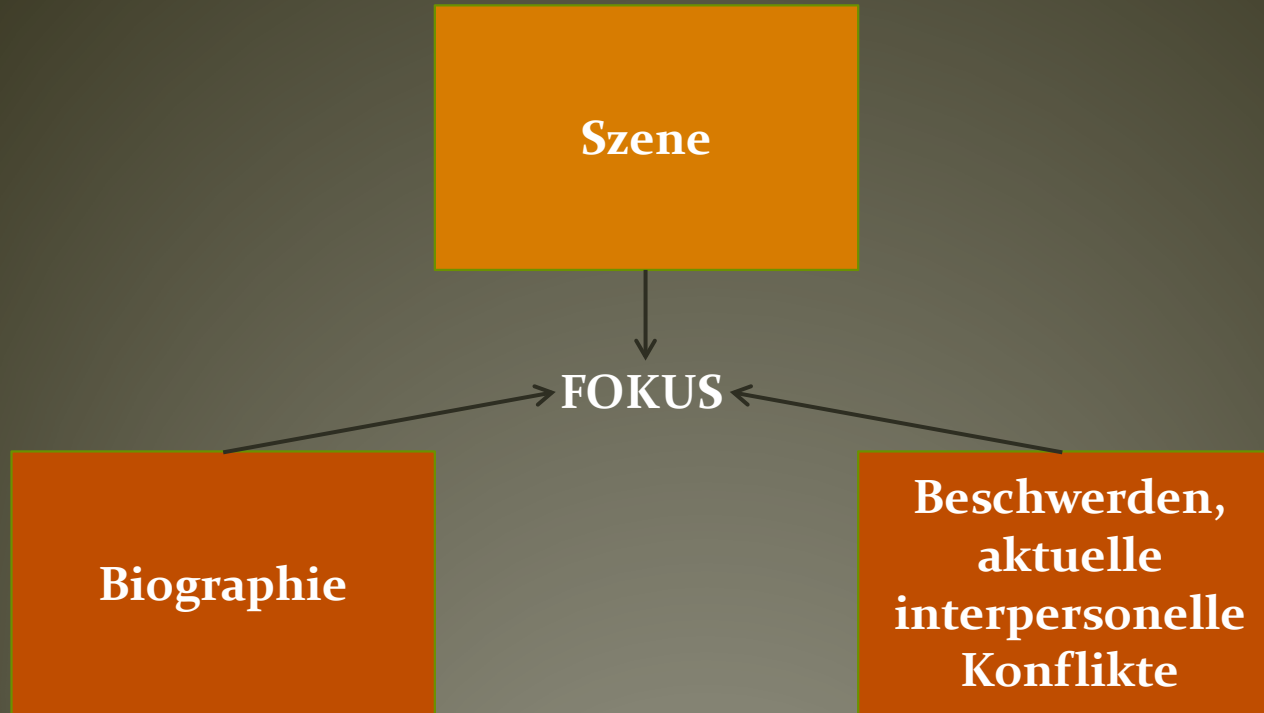 Szene
FOKUS
Biographie
Beschwerden,
aktuelle
interpersonelle
Konflikte